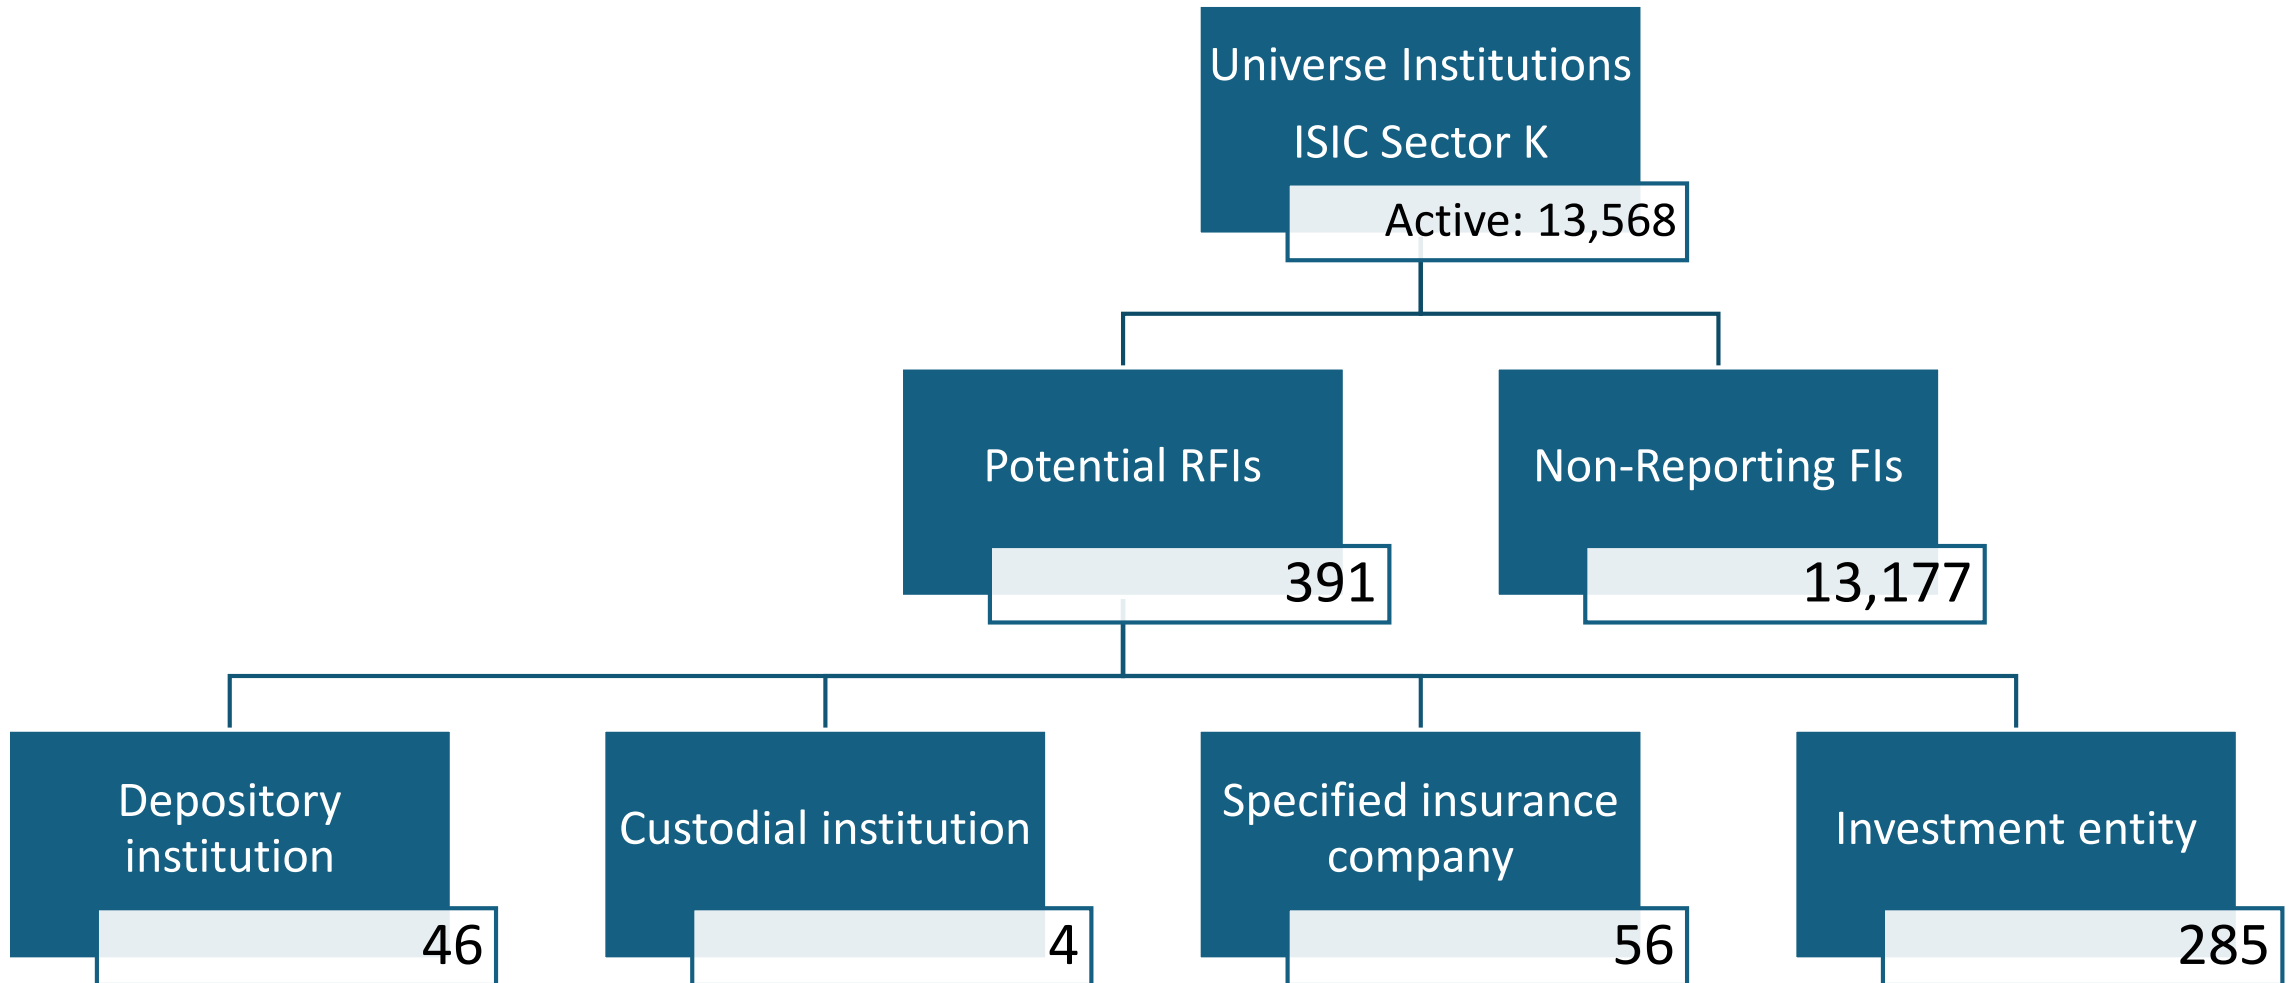 Universe Institutions
ISIC Sector K
Active: 13,568
Potential RFIs
391
Non-Reporting FIs
13,177
Depository
institution
46
Custodial institution
4
Specified insurance
company
56
Investment entity
285